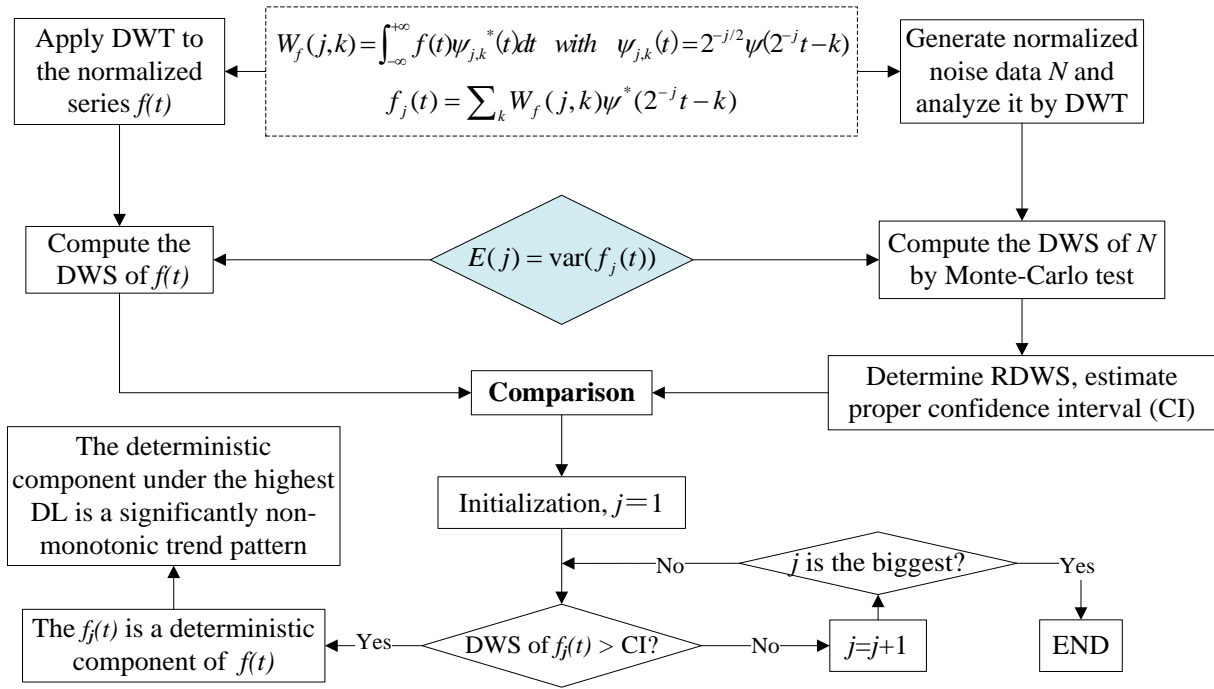 Apply DWT to
the normalized
series f(t)
W_f(j,k)=∫_{-∞}^{+∞} f(t)ψ_{j,k}^*(t)dt with ψ_{j,k}(t)=2^{-j/2}ψ(2^{-j}t-k)
f_j(t)=∑_k W_f(j,k)ψ^*(2^{-j}t-k)
Generate normalized
noise data N and
analyze it by DWT
Compute the
DWS of f(t)
E(j)=var(f_j(t))
Compute the DWS of N
by Monte-Carlo test
Comparison
Determine RDWS, estimate
proper confidence interval (CI)
The deterministic
component under the highest
DL is a significantly non-
monotonic trend pattern
Initialization, j=1
No
j is the biggest?
Yes
The f_j(t) is a deterministic
component of f(t)
Yes
DWS of f_j(t) > CI?
No
j=j+1
END